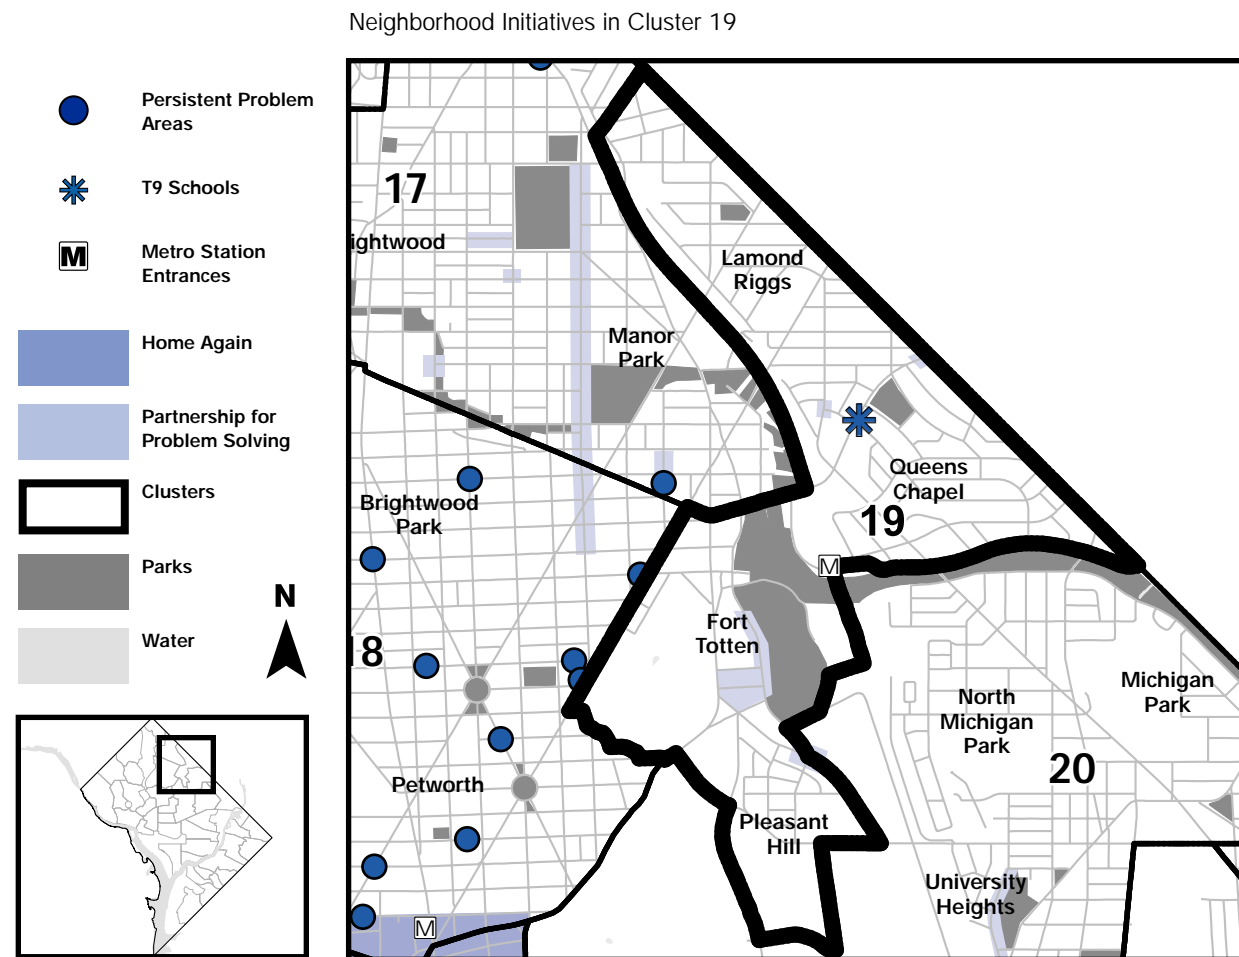 Neighborhood Initiatives in Cluster 19
Persistent Problem
Areas
T9 Schools
M
Metro Station
Entrances
Home Again
Partnership for
Problem Solving
Clusters
Parks
Water
N
17
ightwood
Lamond
Riggs
Manor
Park
Brightwood
Park
Queens
Chapel
19
M
Fort
Totten
18
North
Michigan
Park
Michigan
Park
20
Petworth
Pleasant
Hill
University
Heights
M